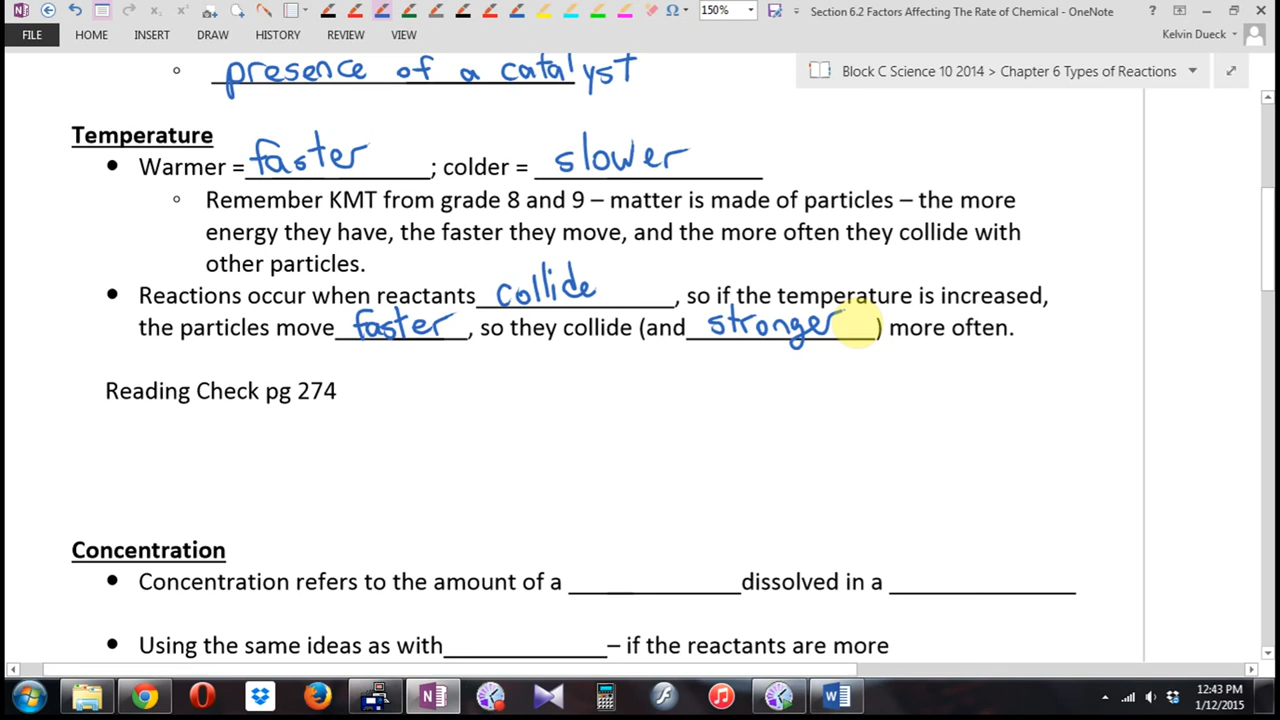 150%
Section 6.2 Factors Affecting The Rate of Chemical - OneNote
?
FILE HOME INSERT DRAW HISTORY REVIEW VIEW
Kelvin Dueck
Block C Science 10 2014 > Chapter 6 Types of Reactions
presence of a catalyst
Temperature
Warmer = faster ; colder = slower
Remember KMT from grade 8 and 9 – matter is made of particles – the more
energy they have, the faster they move, and the more often they collide with
other particles.
Reactions occur when reactants collide , so if the temperature is increased,
the particles move faster , so they collide (and stronger ) more often.
Reading Check pg 274
Concentration
Concentration refers to the amount of a ______________ dissolved in a ______________
Using the same ideas as with______________ – if the reactants are more
12:43 PM
1/12/2015